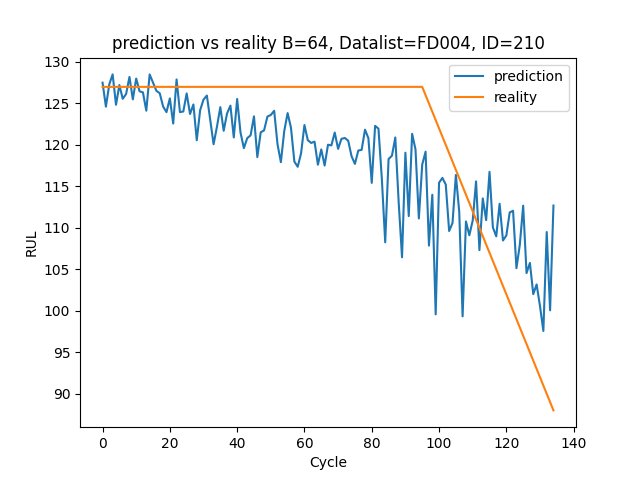 prediction vs reality B=64, Datalist=FD004, ID=210
prediction
reality
RUL
130
125
120
115
110
105
100
95
90
0 20 40 60 80 100 120 140
Cycle